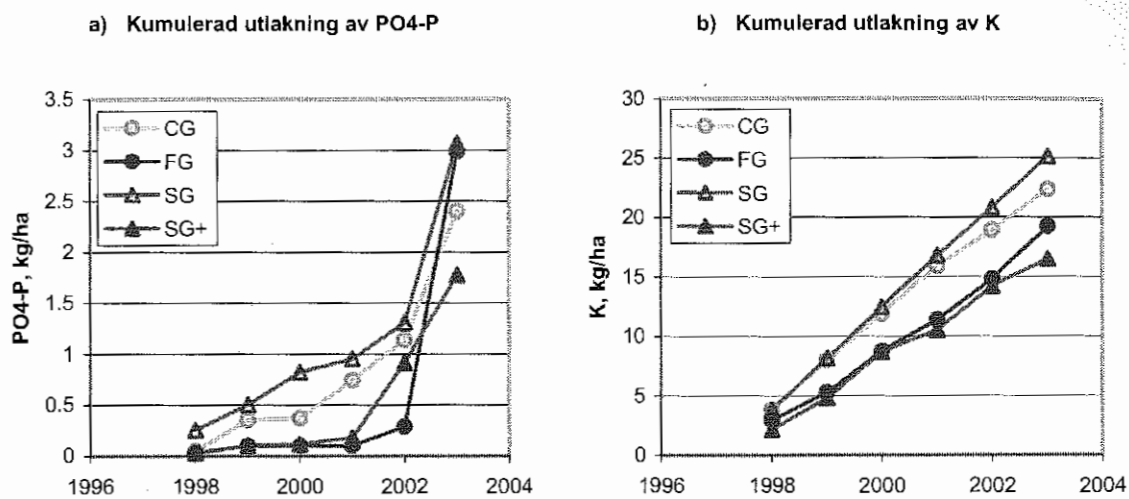 a) Kumulerad utlakning av PO4-P
PO4-P, kg/ha
3.5
3
2.5
2
1.5
1
0.5
0
CG
FG
SG
SG+
1996 1998 2000 2002 2004
b) Kumulerad utlakning av K
K, kg/ha
30
25
20
15
10
5
0
CG
FG
SG
SG+
1996 1998 2000 2002 2004